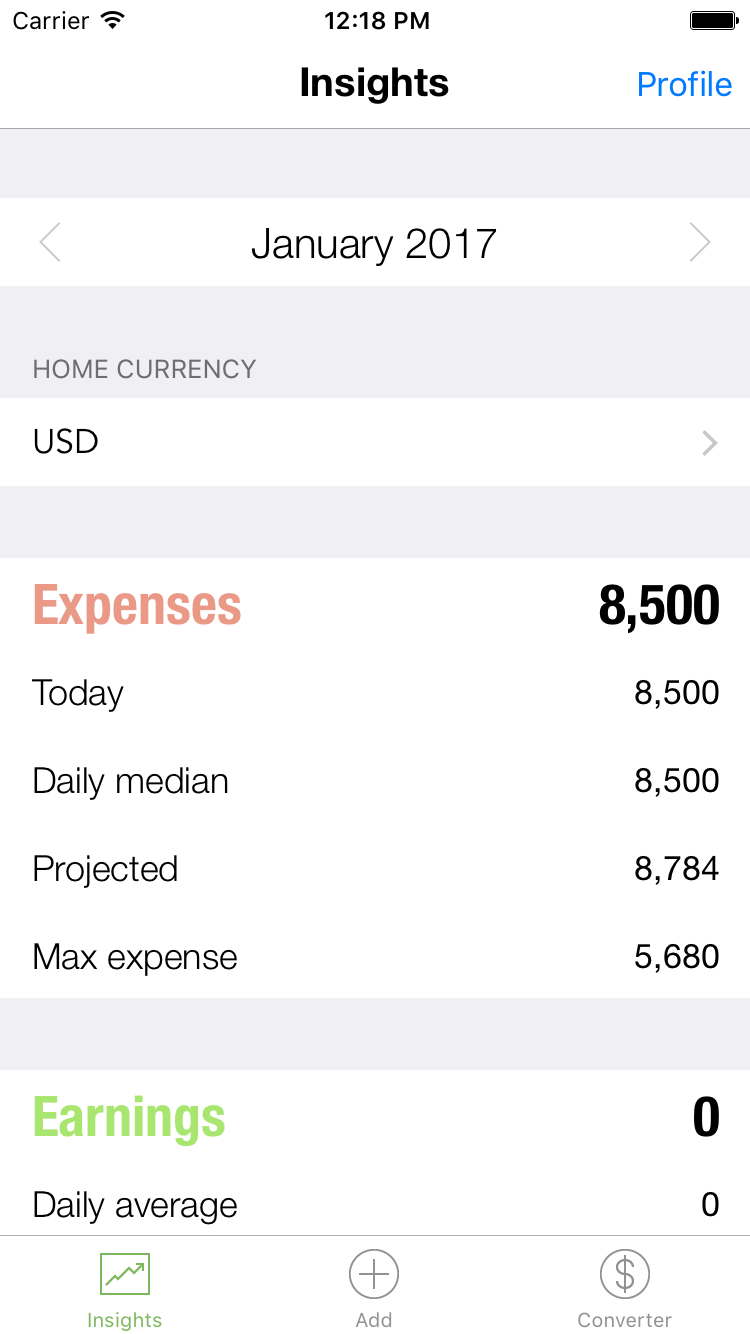 Carrier 12:18 PM
Insights Profile
January 2017
HOME CURRENCY
USD
Expenses 8,500
Today 8,500
Daily median 8,500
Projected 8,784
Max expense 5,680
Earnings 0
Daily average 0
$
Insights Add Converter